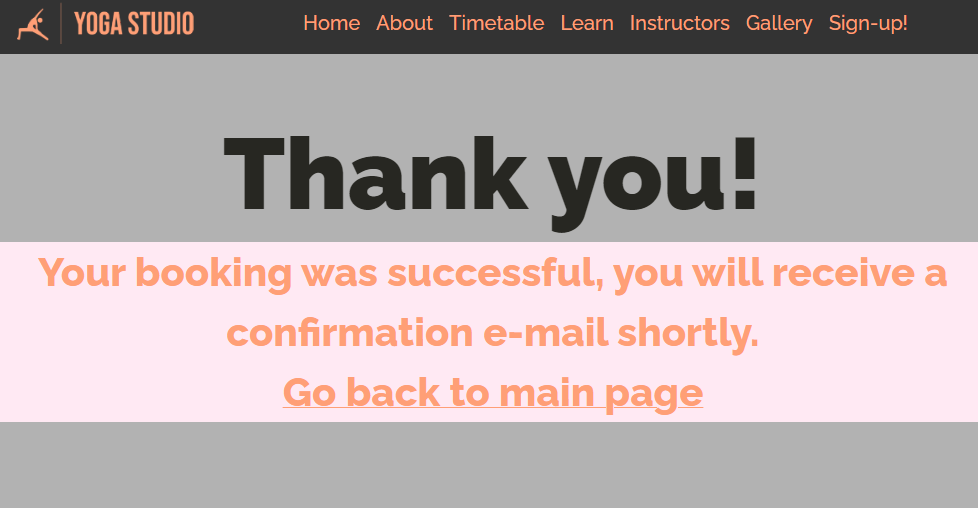 YOGA STUDIO
Home About Timetable Learn Instructors Gallery Sign-up!
Thank you!
Your booking was successful, you will receive a
confirmation e-mail shortly.
Go back to main page